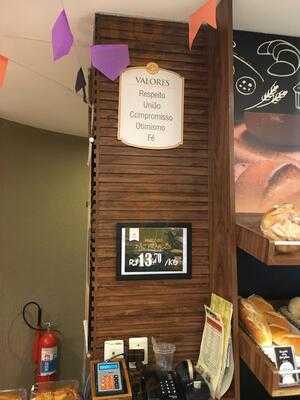 VALORES
Respeito
União
Compromisso
Otimismo
Fé
R$ 13,70 /KG